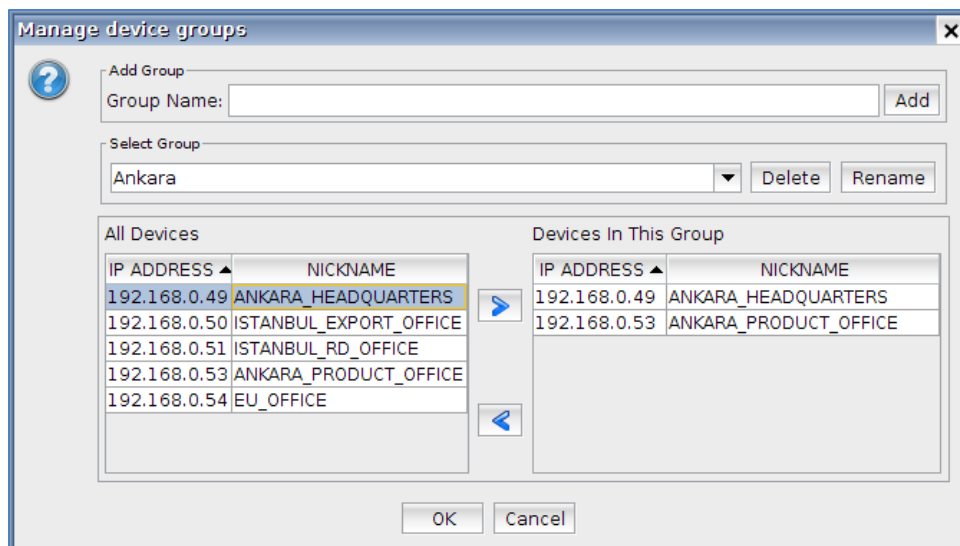 Manage device groups
Add Group
Group Name: Add
Select Group
Ankara Delete Rename
All Devices
IP ADDRESS NICKNAME
192.168.0.49 ANKARA_HEADQUARTERS
192.168.0.50 ISTANBUL_EXPORT_OFFICE
192.168.0.51 ISTANBUL_RD_OFFICE
192.168.0.53 ANKARA_PRODUCT_OFFICE
192.168.0.54 EU_OFFICE
Devices In This Group
IP ADDRESS NICKNAME
192.168.0.49 ANKARA_HEADQUARTERS
192.168.0.53 ANKARA_PRODUCT_OFFICE
OK Cancel